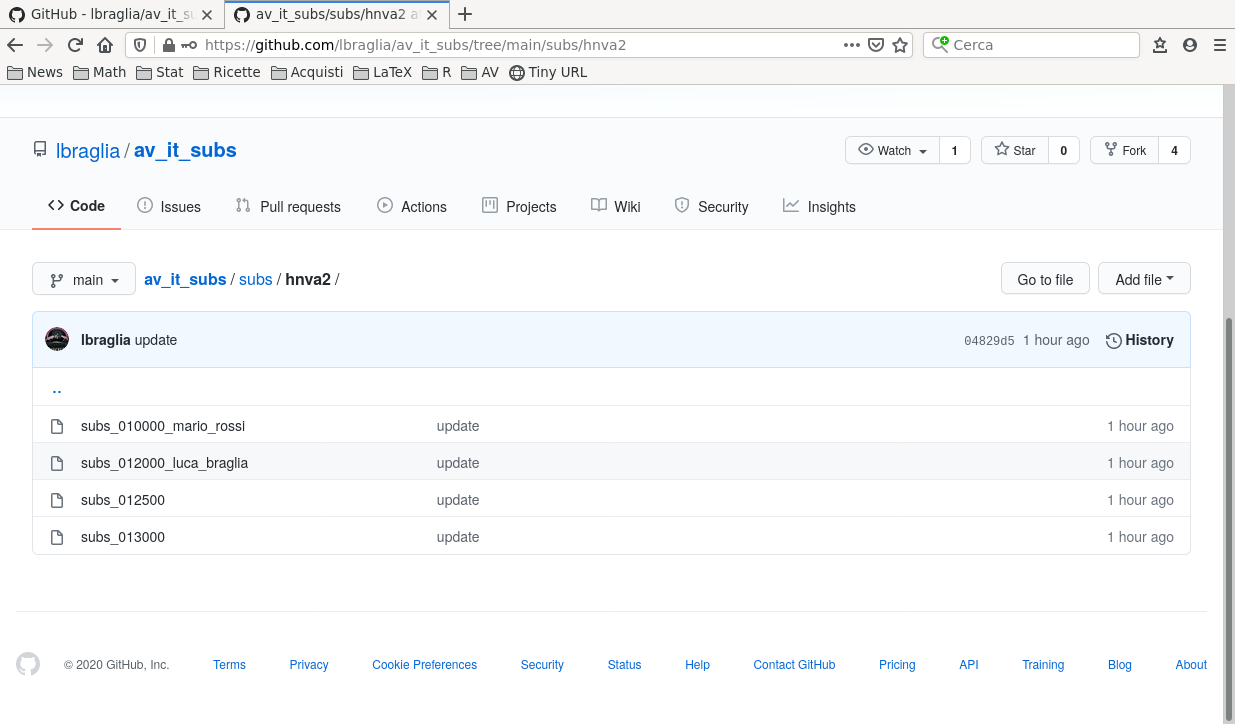 GitHub - lbraglia/av_it_su
av_it_subs/subs/hnva2 a
https://github.com/lbraglia/av_it_subs/tree/main/subs/hnva2
Cerca
News Math Stat Ricette Acquisti LaTeX R AV Tiny URL
lbraglia / av_it_subs
Watch 1 Star 0 Fork 4
Code Issues Pull requests Actions Projects Wiki Security Insights
main av_it_subs / subs / hnva2 / Go to file Add file
lbraglia update 04829d5 1 hour ago History
..
subs_010000_mario_rossi update 1 hour ago
subs_012000_luca_braglia update 1 hour ago
subs_012500 update 1 hour ago
subs_013000 update 1 hour ago
© 2020 GitHub, Inc. Terms Privacy Cookie Preferences Security Status Help Contact GitHub Pricing API Training Blog About